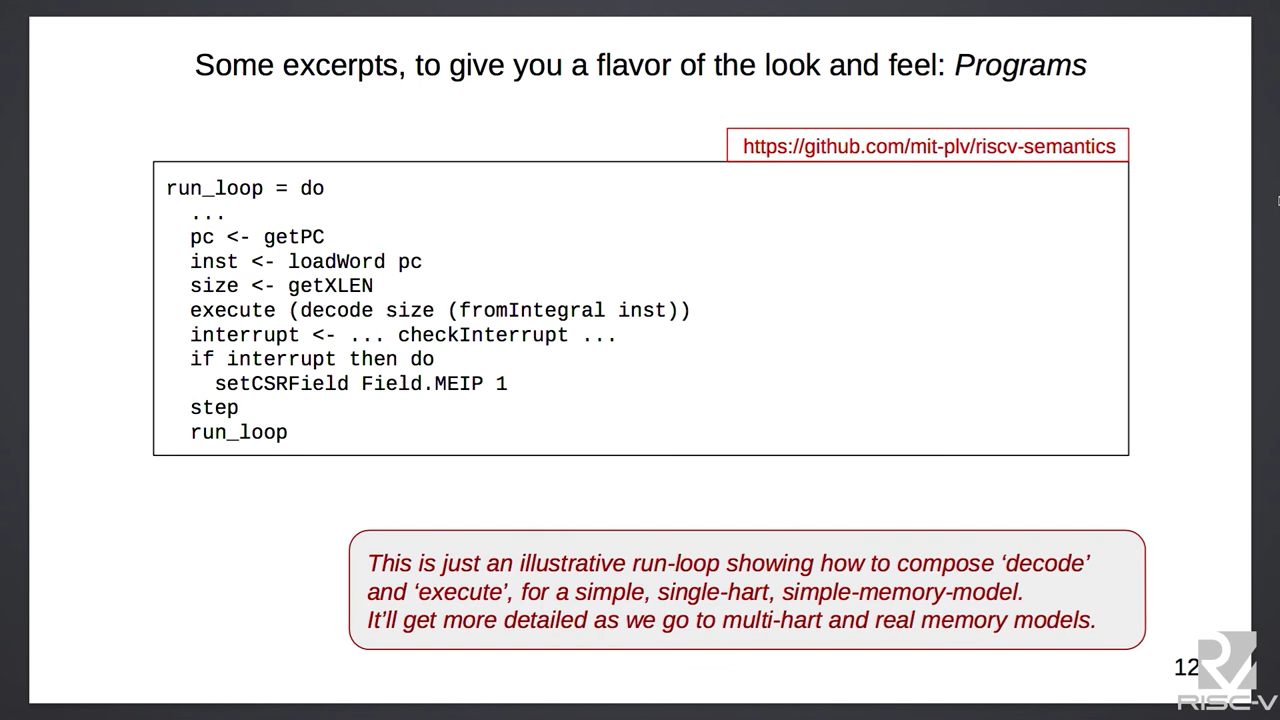 Some excerpts, to give you a flavor of the look and feel: Programs
https://github.com/mit-plv/riscv-semantics
run_loop = do
  ...
  pc <- getPC
  inst <- loadWord pc
  size <- getXLEN
  execute (decode size (fromIntegral inst))
  interrupt <- ... checkInterrupt ...
  if interrupt then do
    setCSRField Field.MEIP 1
  step
  run_loop
This is just an illustrative run-loop showing how to compose ‘decode’
and ‘execute’, for a simple, single-hart, simple-memory-model.
It’ll get more detailed as we go to multi-hart and real memory models.
12
RISC-V